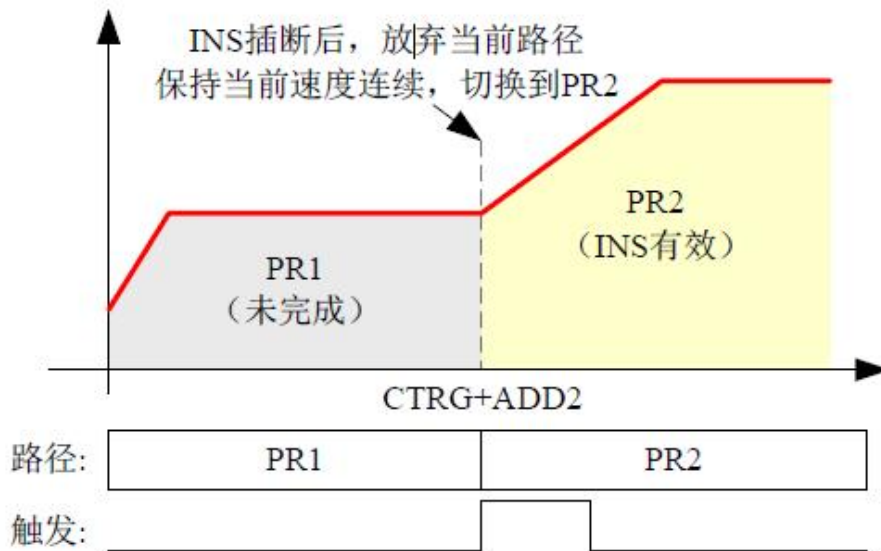 INS插断后，放弃当前路径
保持当前速度连续，切换到PR2
PR1
（未完成）
PR2
（INS有效）
CTRG+ADD2
路径:
PR1
PR2
触发: